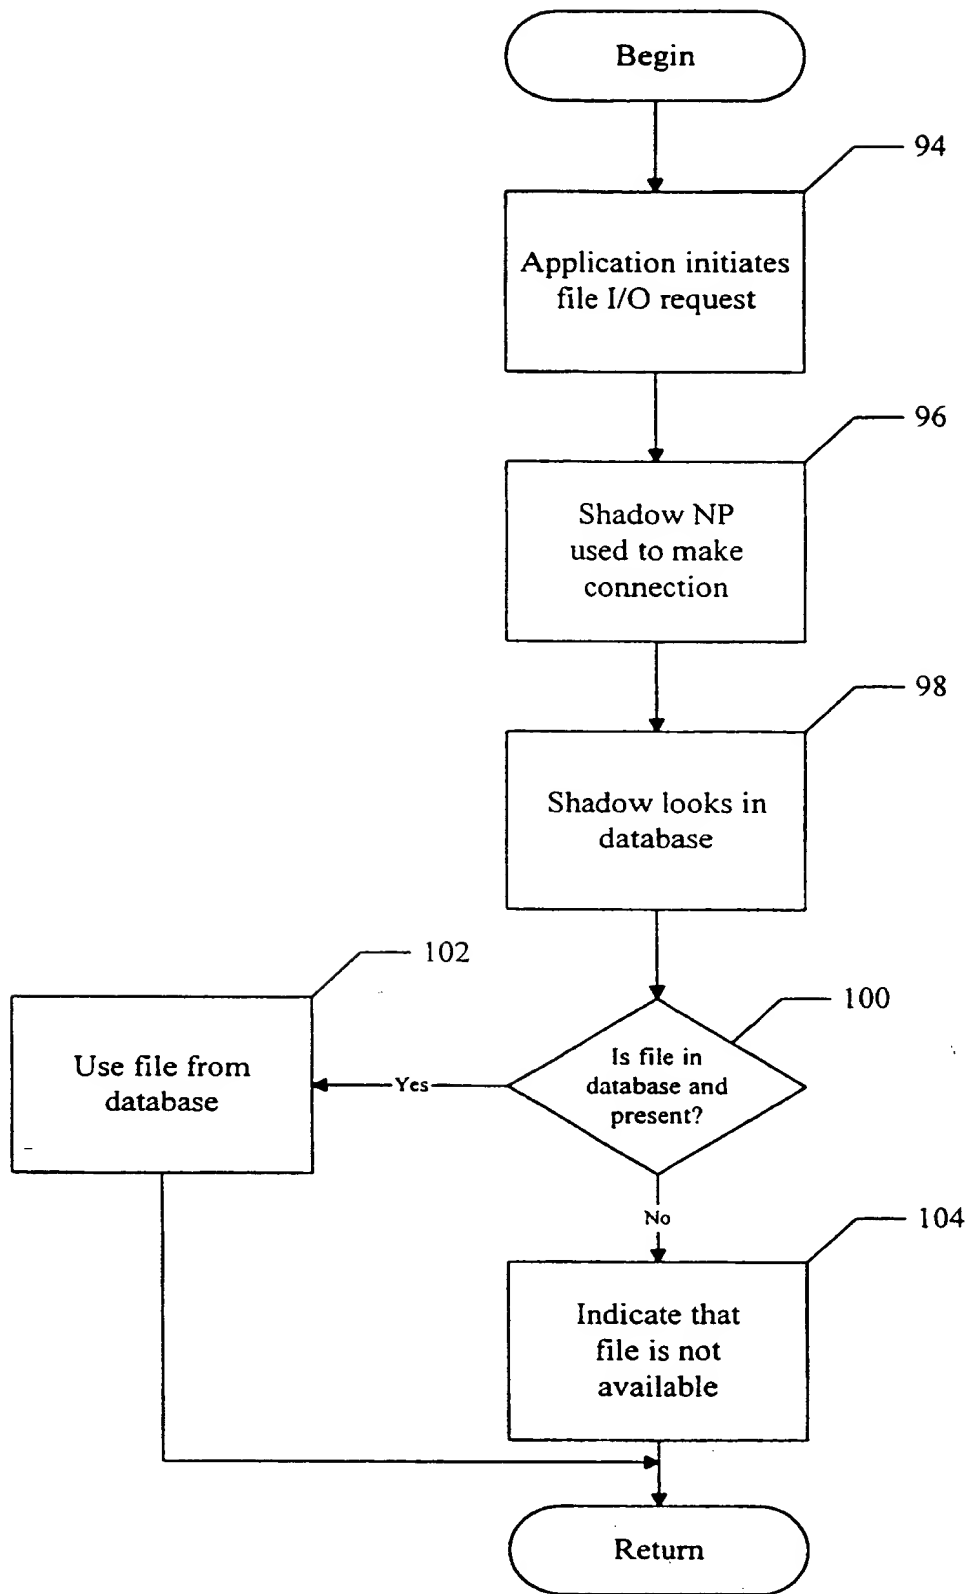 Begin
94
Application initiates
file I/O request
96
Shadow NP
used to make
connection
98
Shadow looks in
database
102
100
Use file from
database
Yes
Is file in
database and
present?
No
104
Indicate that
file is not
available
Return